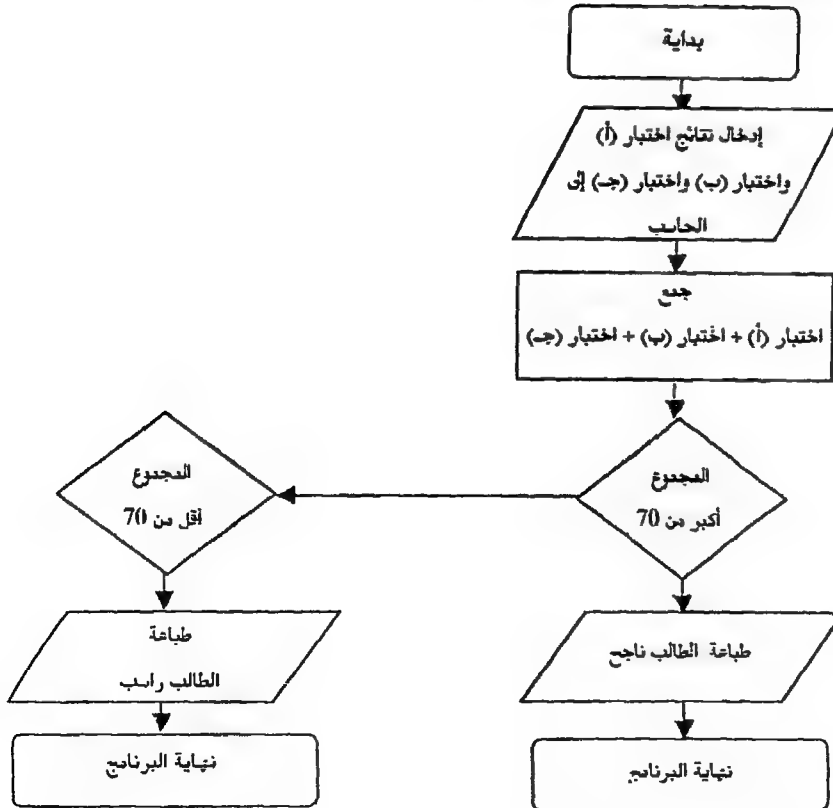 بداية
إدخال نتائج اختبار (أ)
واختبار (ب) واختبار (جـ) إلى
الحاسب
جمع
اختبار (أ) + اختبار (ب) + اختبار (جـ)
المجموع
أكبر من 70
المجموع
أقل من 70
طباعة الطالب ناجح
طباعة
الطالب راسب
نهاية البرنامج
نهاية البرنامج